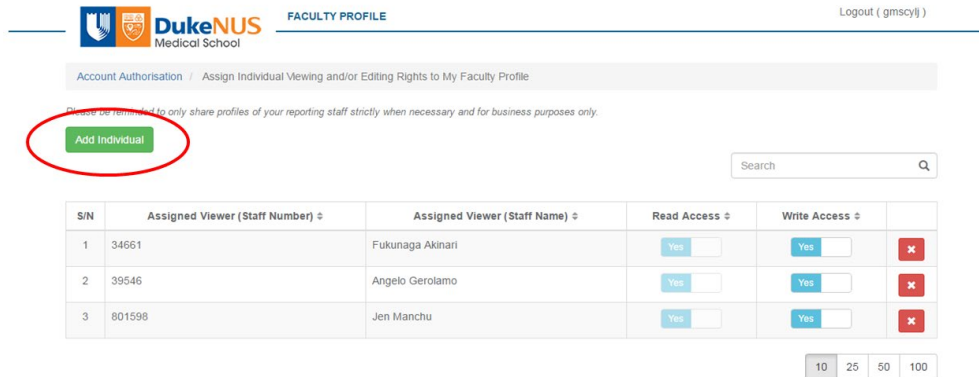 DukeNUS
Medical School
FACULTY PROFILE
Logout ( gmscylj )
Account Authorisation / Assign Individual Viewing and/or Editing Rights to My Faculty Profile
Please be reminded to only share profiles of your reporting staff strictly when necessary and for business purposes only.
Add Individual
Search
S/N Assigned Viewer (Staff Number) Assigned Viewer (Staff Name) Read Access Write Access
1 34661 Fukunaga Akinari Yes Yes
2 39546 Angelo Gerolamo Yes Yes
3 801598 Jen Manchu Yes Yes
10 25 50 100